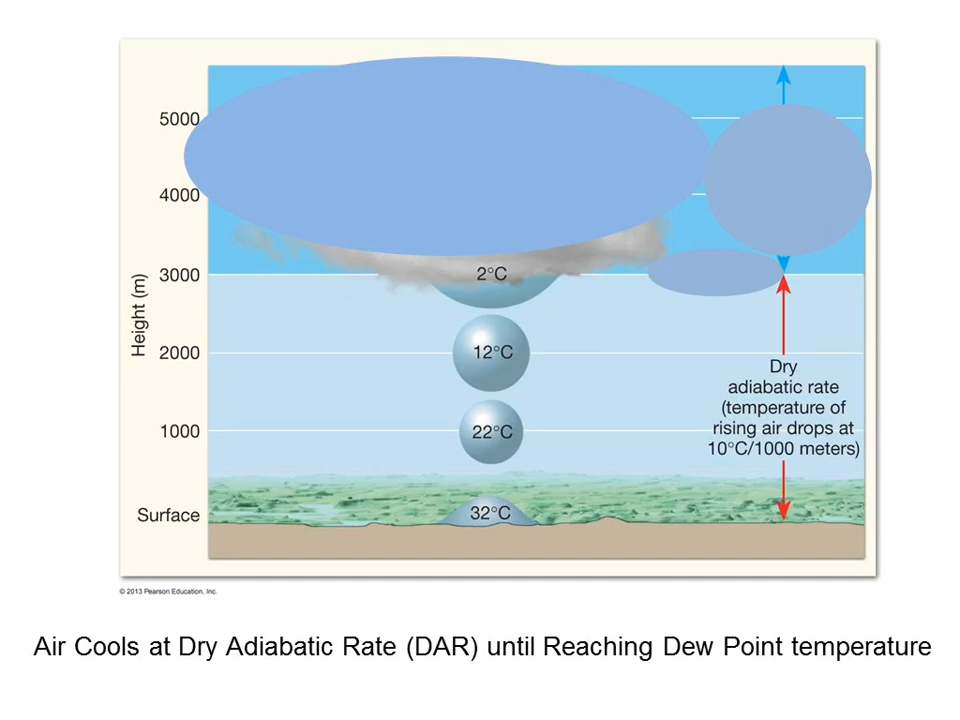 5000
4000
3000
2000
1000
Surface
Height (m)
2°C
12°C
22°C
32°C
Dry
adiabatic rate
(temperature of
rising air drops at
10°C/1000 meters)
© 2013 Pearson Education, Inc.
Air Cools at Dry Adiabatic Rate (DAR) until Reaching Dew Point temperature